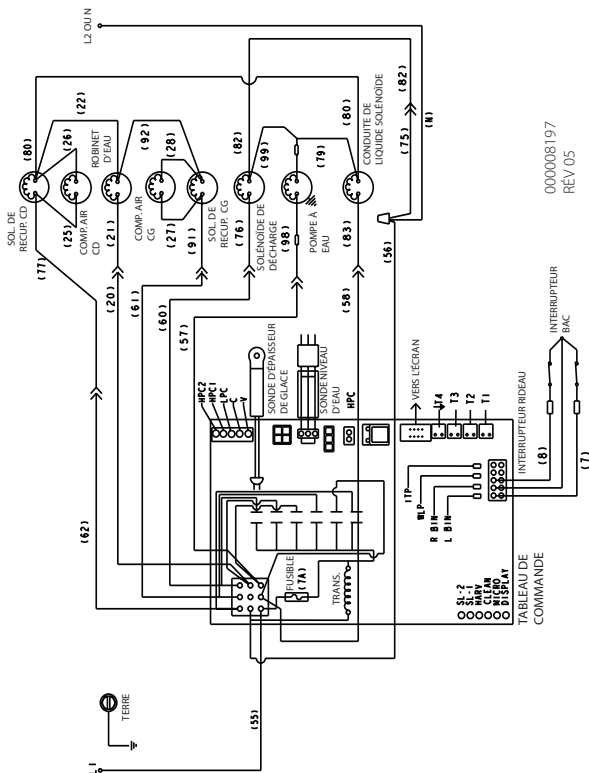 L2 OU N
(80)
(22)
(26)
(92)
(28)
(82)
(99)
(79)
(80)
(82)
(75)
(N)
SOL. DE
RECUP. CD
COMP. AIR
CD
ROBINET
D'EAU
COMP. AIR
CG
SOL. DE
RECUP. CG
SOLÉNOÏDE DE
DÉCHARGE
POMPE À
EAU
CONDUITE DE
LIQUIDE SOLÉNOÏDE
(77)
(25)
(21)
(27)
(91)
(76)
(98)
(83)
(56)
(20)
(61)
(60)
(57)
(58)
(62)
(55)
HPC2
HPC1
LPC
C
V
SONDE D'ÉPAISSEUR
DE GLACE
SONDE NIVEAU
D'EAU
HPC
VERS L'ÉCRAN
T4
T3
T2
T1
INTERRUPTEUR RIDEAU
INTERRUPTEUR
BAC
(8)
(7)
ITP
WLP
R BIN
L BIN
FUSIBLE
(7A)
TRANS.
SL-2
SL-1
HARV
CLEAN
MICRO
DISPLAY
TABLEAU DE
COMMANDE
TERRE
L1
000008197
RÉV 05